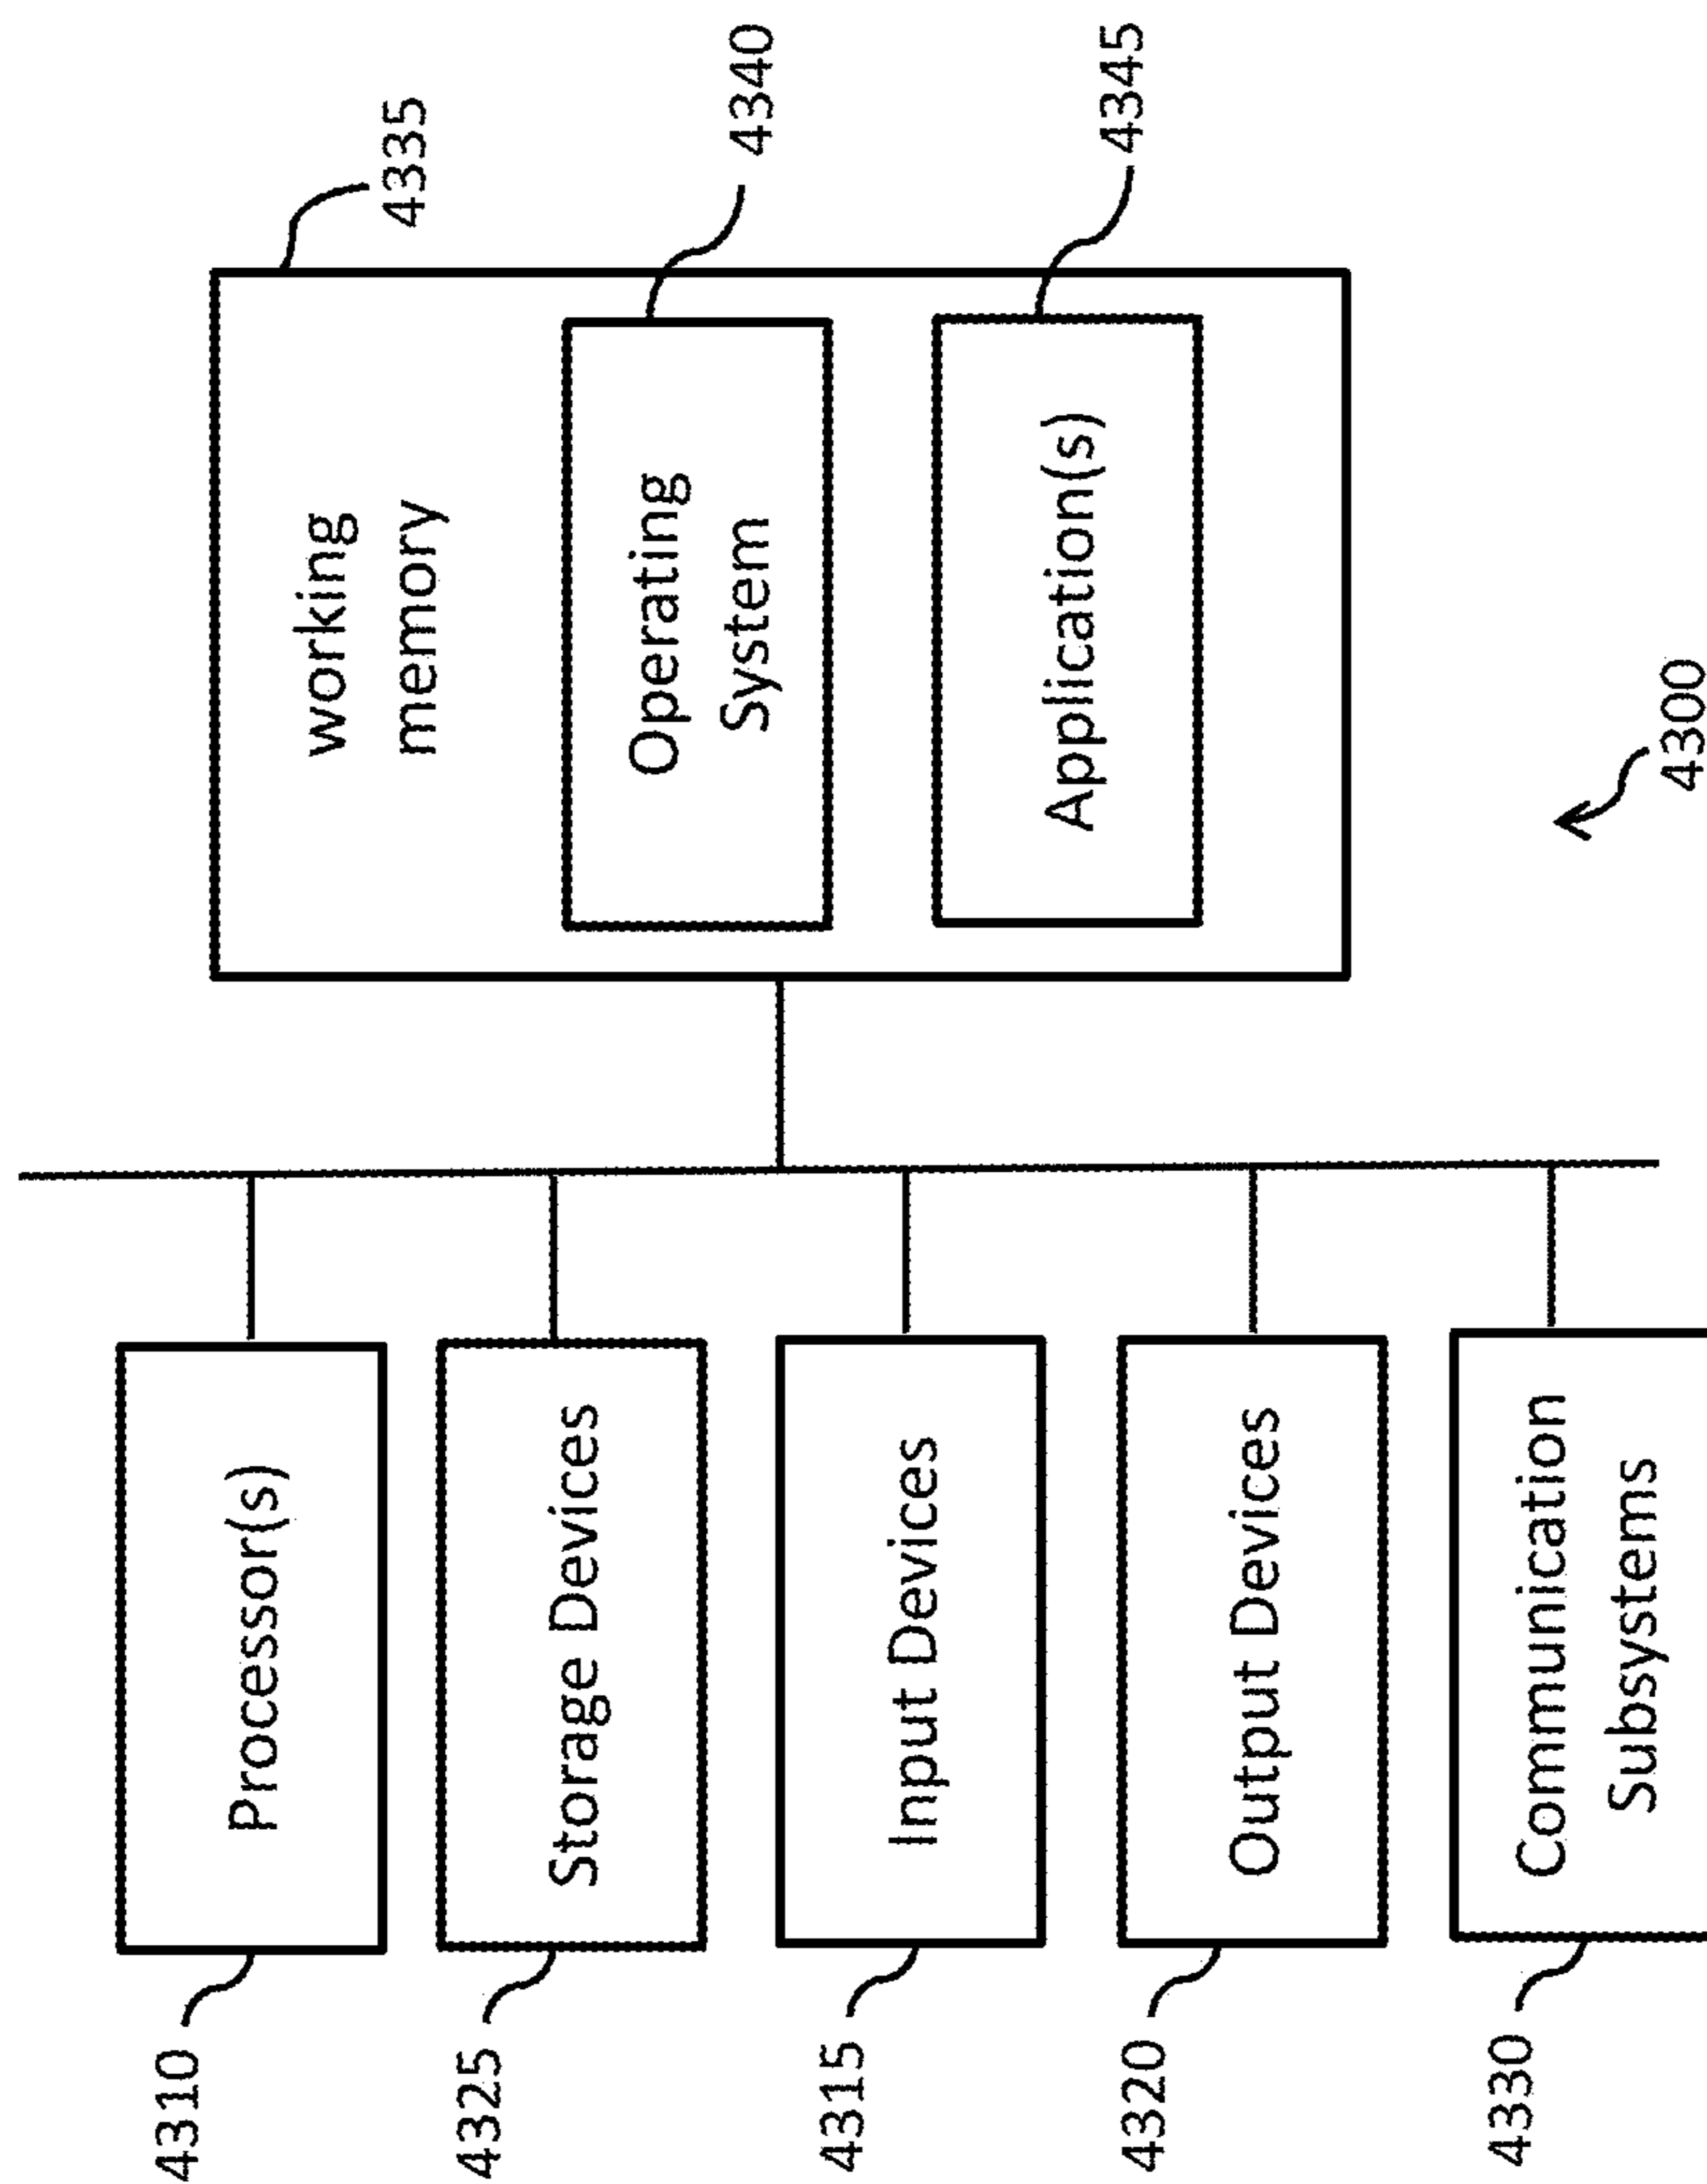 4310
Processor(s)
4325
Storage Devices
4315
Input Devices
4320
Output Devices
4330
Communication
Subsystems
working
memory
4335
Operating
System
4340
Application(s)
4345
4300